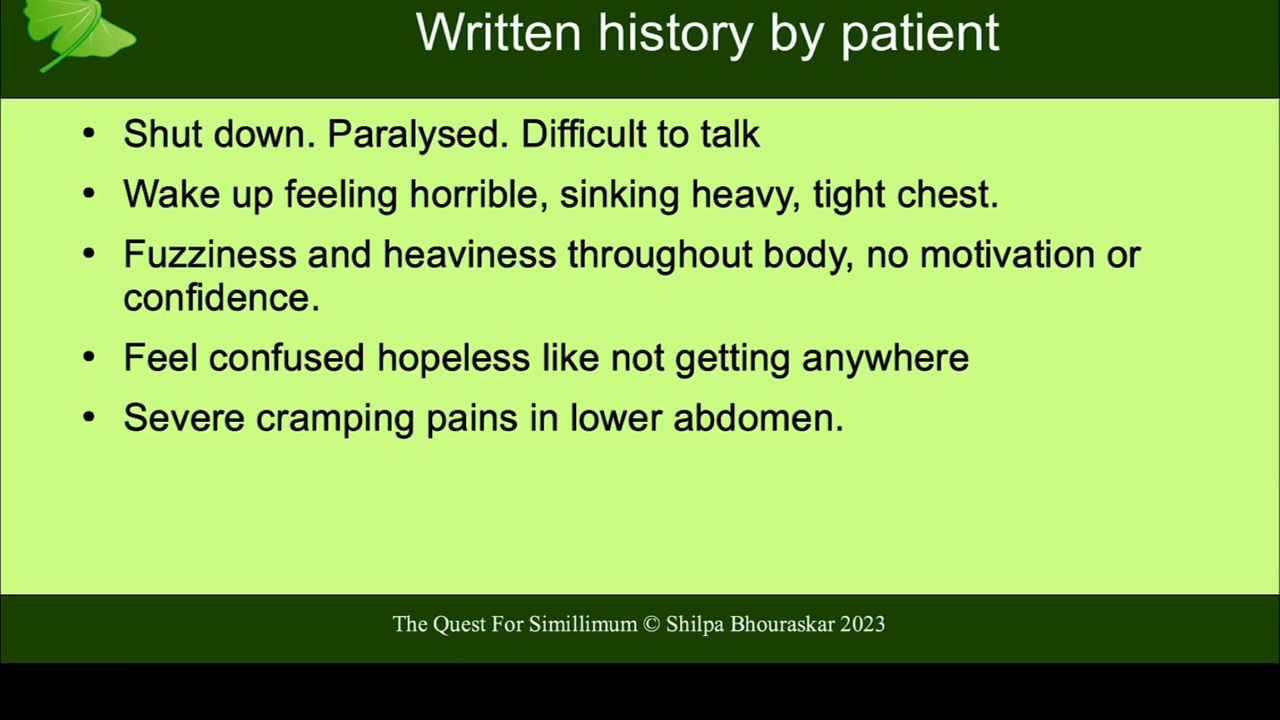 Written history by patient
• Shut down. Paralysed. Difficult to talk
• Wake up feeling horrible, sinking heavy, tight chest.
• Fuzziness and heaviness throughout body, no motivation or
confidence.
• Feel confused hopeless like not getting anywhere
• Severe cramping pains in lower abdomen.
The Quest For Simillimum © Shilpa Bhouraskar 2023